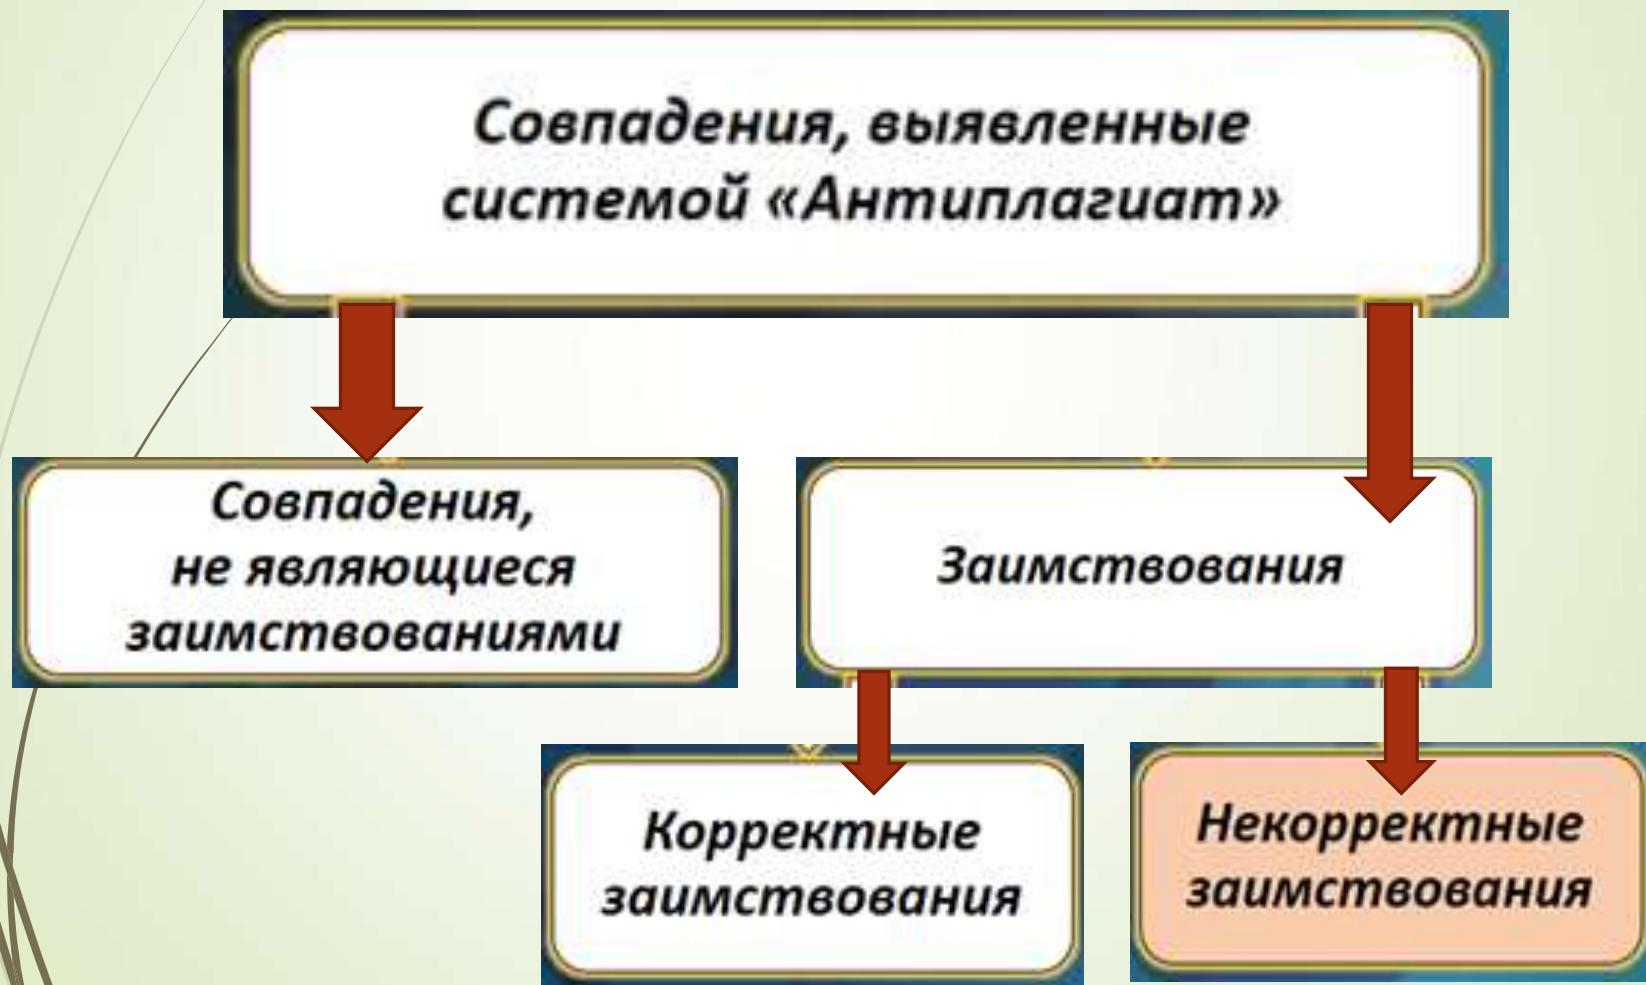 Совпадения, выявленные
системой «Антиплагиат»
Совпадения,
не являющиеся
заимствованиями
Заимствования
Корректные
заимствования
Некорректные
заимствования